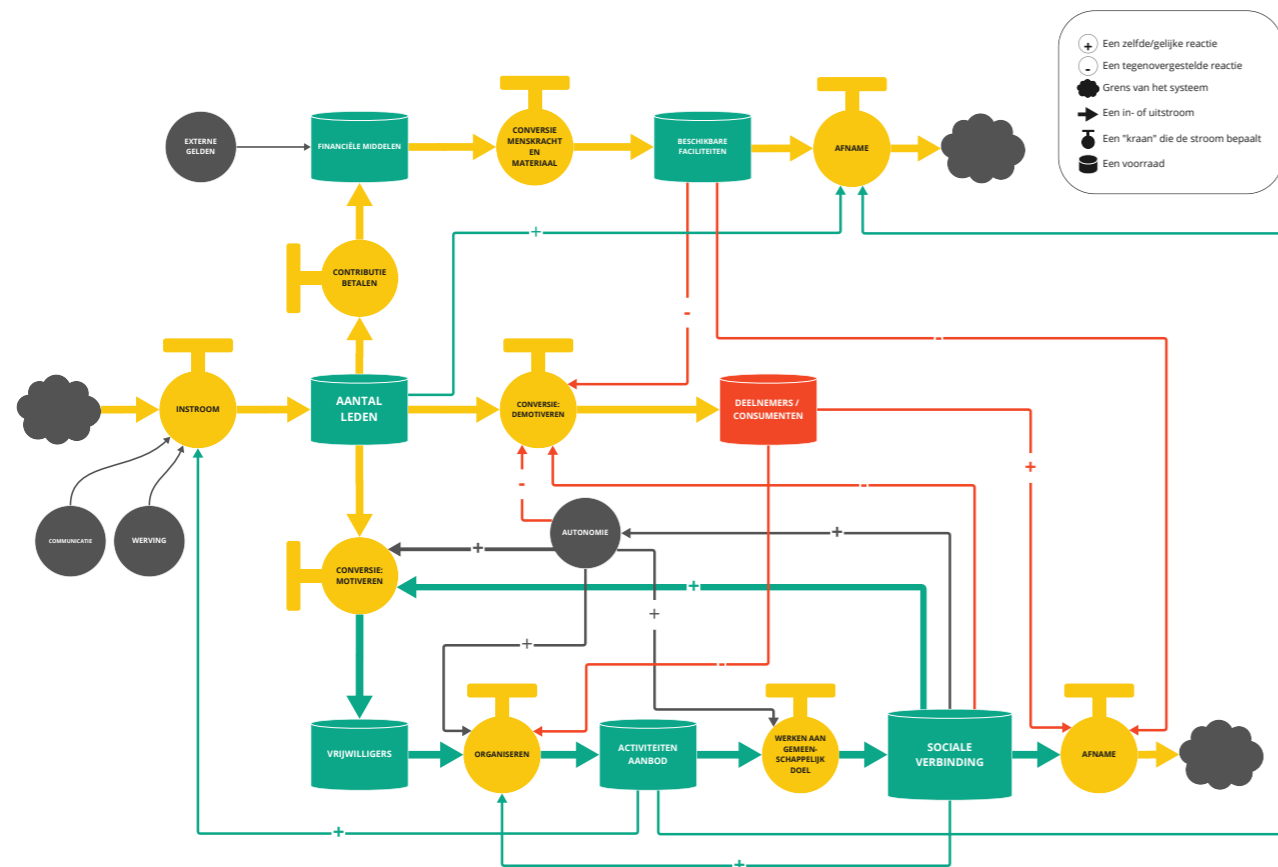 + Een zelfde/gelijke reactie
- Een tegenovergestelde reactie
Grens van het systeem
Een in- of uitstroom
Een "kraan" die de stroom bepaalt
Een voorraad
EXTERNE
GELDEN
FINANCIËLE MIDDELEN
CONVERSIE
MENSKRACHT
EN
MATERIAAL
BESCHIKBARE
FACILITEITEN
AFNAME
+
CONTRIBUTIE
BETALEN
-
-
INSTROOM
AANTAL
LEDEN
CONVERSIE:
DEMOTIVEREN
DEELNEMERS /
CONSUMENTEN
+
-
-
COMMUNICATIE
WERVING
AUTONOMIE
+
+
CONVERSIE:
MOTIVEREN
+
+
+
-
VRIJWILLIGERS
ORGANISEREN
ACTIVITEITEN
AANBOD
WERKEN AAN
GEMEEN-
SCHAPPELIJK
DOEL
SOCIALE
VERBINDING
AFNAME
+
+